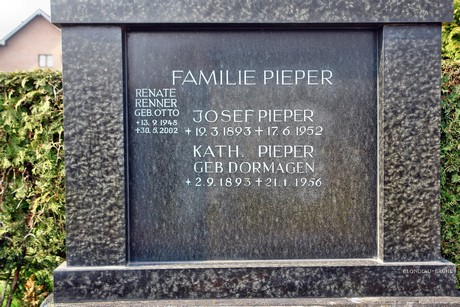 FAMILIE PIEPER
RENATE
RENNER
GEB. OTTO
+13. 9. 1948
+30. 8. 2002
JOSEF PIEPER
+ 19. 3. 1893 + 17. 6. 1952
KATH. PIEPER
GEB DORMAGEN
+ 2. 9. 1893 + 21. 1. 1956